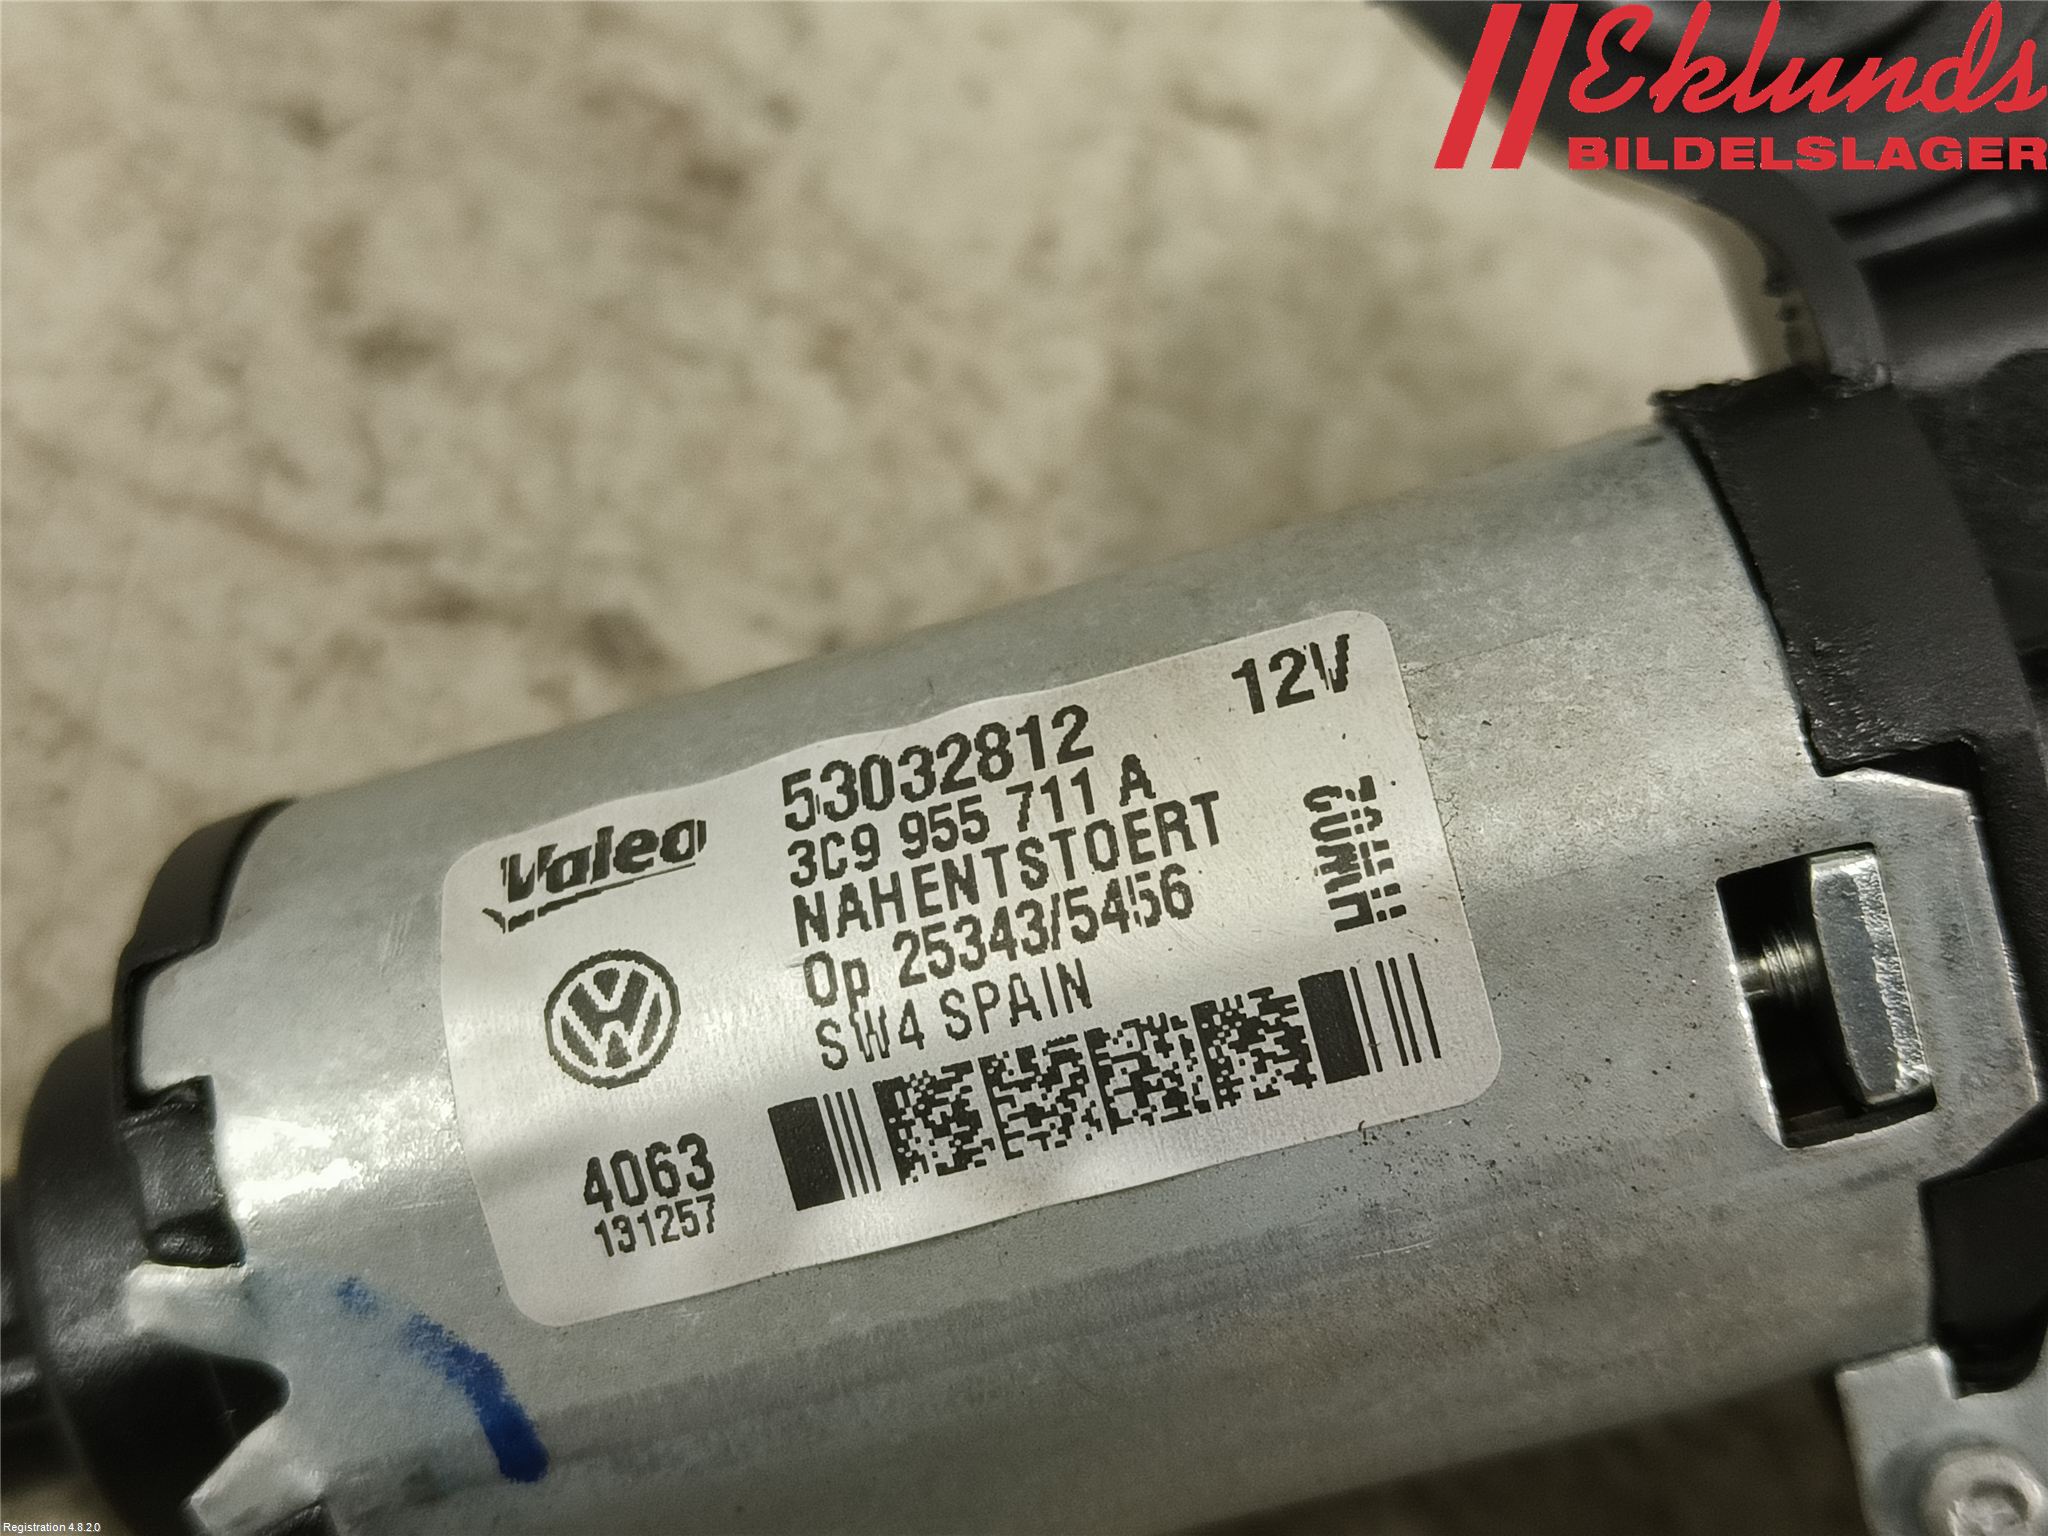 Eklunds
BILDELSLAGER
12V
53032812
3C9 955 711 A
NAHENTSTOERT
Op 25343/5456
SW4 SPAIN
Valeo
4063
131257
Registration 4.8.2.0